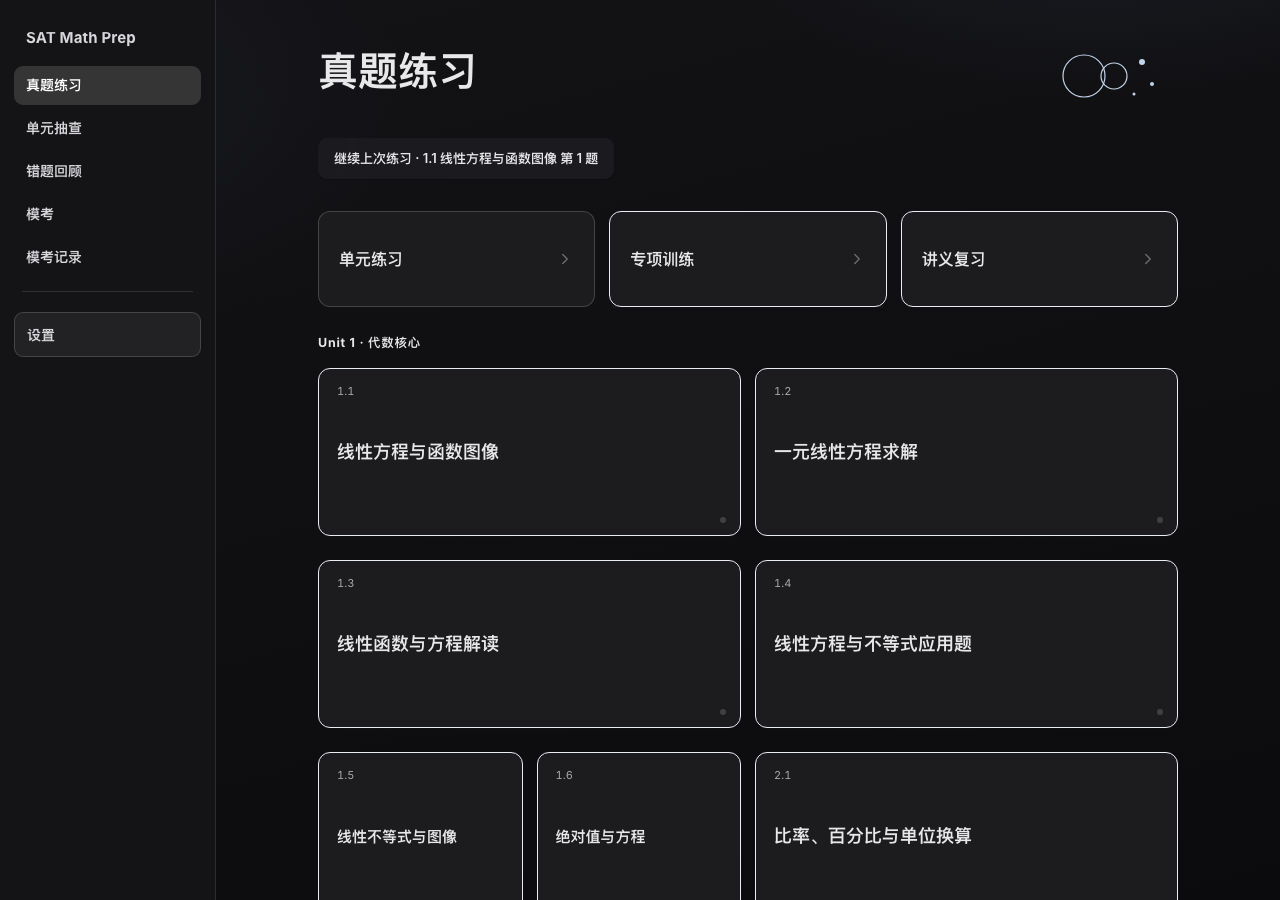 SAT Math Prep
真题练习
单元抽查
错题回顾
模考
模考记录
设置
真题练习
继续上次练习 · 1.1 线性方程与函数图像 第 1 题
单元练习
专项训练
讲义复习
Unit 1 · 代数核心
1.1
线性方程与函数图像
1.2
一元线性方程求解
1.3
线性函数与方程解读
1.4
线性方程与不等式应用题
1.5
线性不等式与图像
1.6
绝对值与方程
2.1
比率、百分比与单位换算